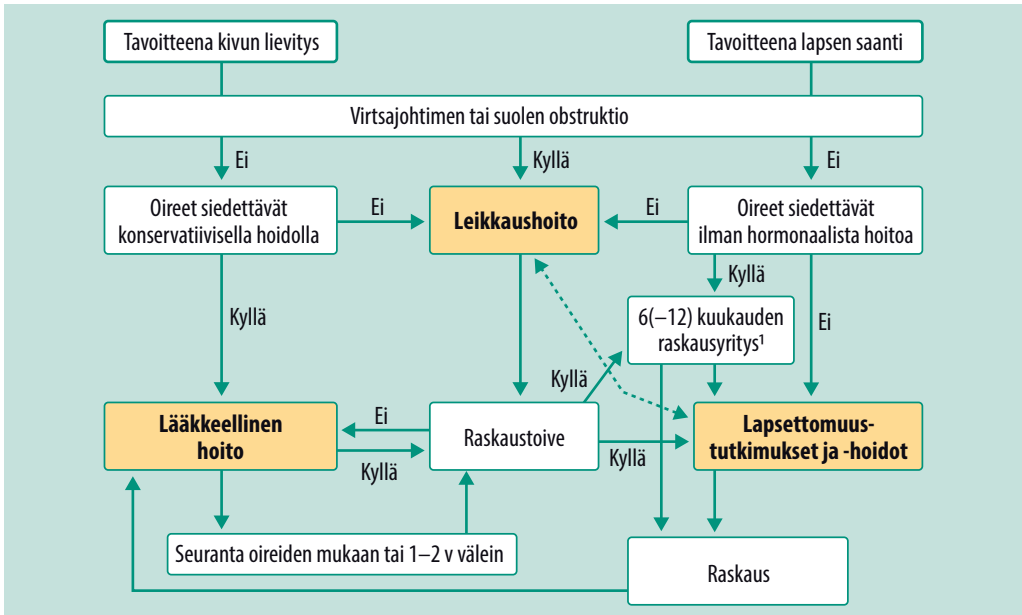 Tavoitteena kivun lievitys
Tavoitteena lapsen saanti
Virtsajohtimen tai suolen obstruktio
Ei
Kyllä
Ei
Oireet siedettävät
konservatiivisella hoidolla
Ei
Leikkaushoito
Ei
Oireet siedettävät
ilman hormonaalista hoitoa
Kyllä
Kyllä
6(–12) kuukauden
raskausyritys¹
Ei
Kyllä
Lääkkeellinen
hoito
Ei
Kyllä
Raskaustoive
Kyllä
Lapsettomuus-
tutkimukset ja -hoidot
Seuranta oireiden mukaan tai 1–2 v välein
Raskaus